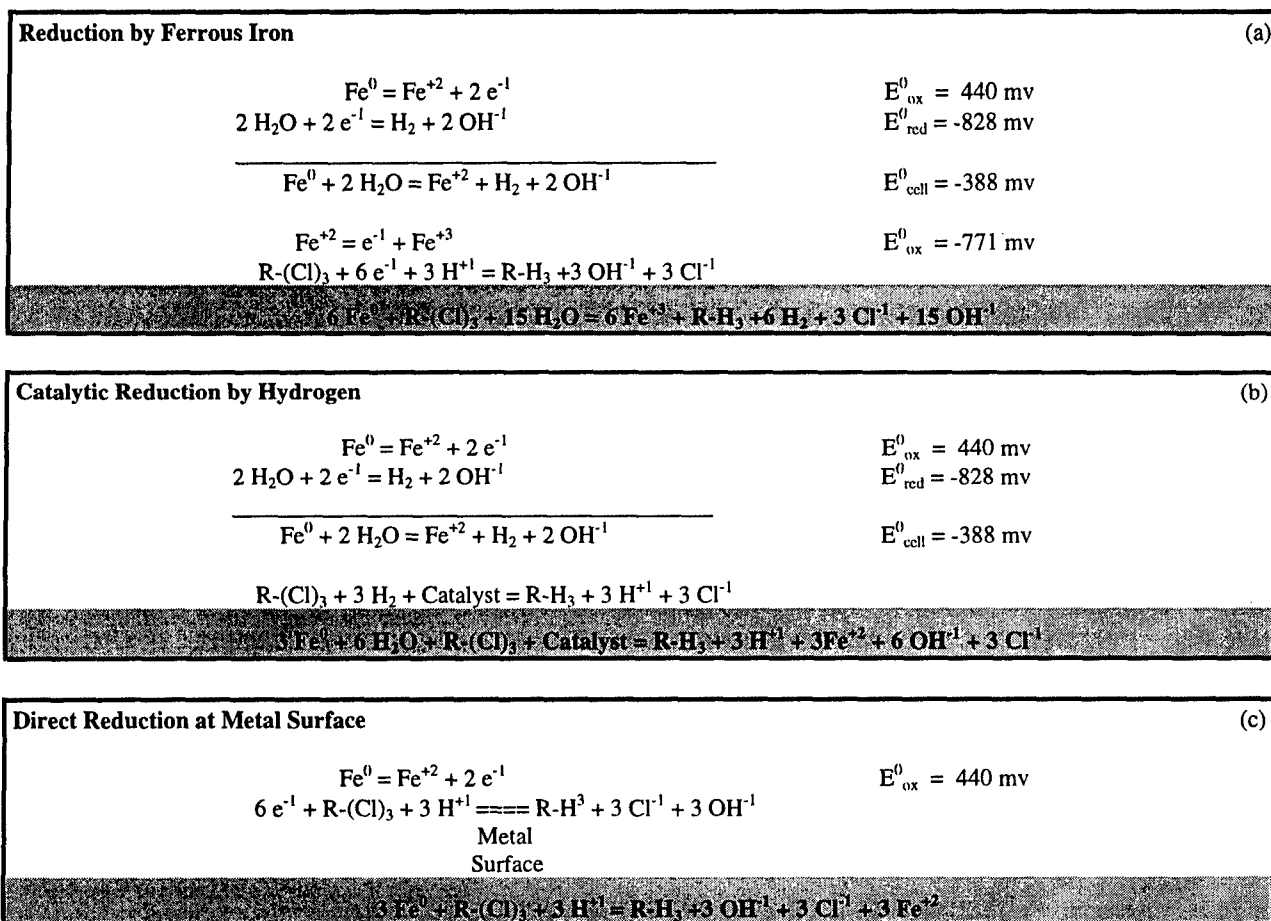 Reduction by Ferrous Iron (a)
Fe⁰ = Fe⁺² + 2 e⁻¹ E⁰ₒₓ = 440 mv
2 H₂O + 2 e⁻¹ = H₂ + 2 OH⁻¹ E⁰red = -828 mv
Fe⁰ + 2 H₂O = Fe⁺² + H₂ + 2 OH⁻¹ E⁰cell = -388 mv
Fe⁺² = e⁻¹ + Fe⁺³ E⁰ₒₓ = -771 mv
R-(Cl)₃ + 6 e⁻¹ + 3 H⁺¹ = R-H₃ +3 OH⁻¹ + 3 Cl⁻¹
6 Fe⁰ + R-(Cl)₃ + 15 H₂O = 6 Fe⁺³ + R-H₃ +6 H₂ + 3 Cl⁻¹ + 15 OH⁻¹
Catalytic Reduction by Hydrogen (b)
Fe⁰ = Fe⁺² + 2 e⁻¹ E⁰ₒₓ = 440 mv
2 H₂O + 2 e⁻¹ = H₂ + 2 OH⁻¹ E⁰red = -828 mv
Fe⁰ + 2 H₂O = Fe⁺² + H₂ + 2 OH⁻¹ E⁰cell = -388 mv
R-(Cl)₃ + 3 H₂ + Catalyst = R-H₃ + 3 H⁺¹ + 3 Cl⁻¹
3 Fe⁰ + 6 H₂O + R-(Cl)₃ + Catalyst = R-H₃ + 3 H⁺¹ + 3Fe⁺² + 6 OH⁻¹ + 3 Cl⁻¹
Direct Reduction at Metal Surface (c)
Fe⁰ = Fe⁺² + 2 e⁻¹ E⁰ₒₓ = 440 mv
6 e⁻¹ + R-(Cl)₃ + 3 H⁺¹ ==== R-H³ + 3 Cl⁻¹ + 3 OH⁻¹
Metal
Surface
3 Fe⁰ + R-(Cl)₃ + 3 H⁺¹ = R-H₃ +3 OH⁻¹ + 3 Cl⁻¹ + 3 Fe⁺²